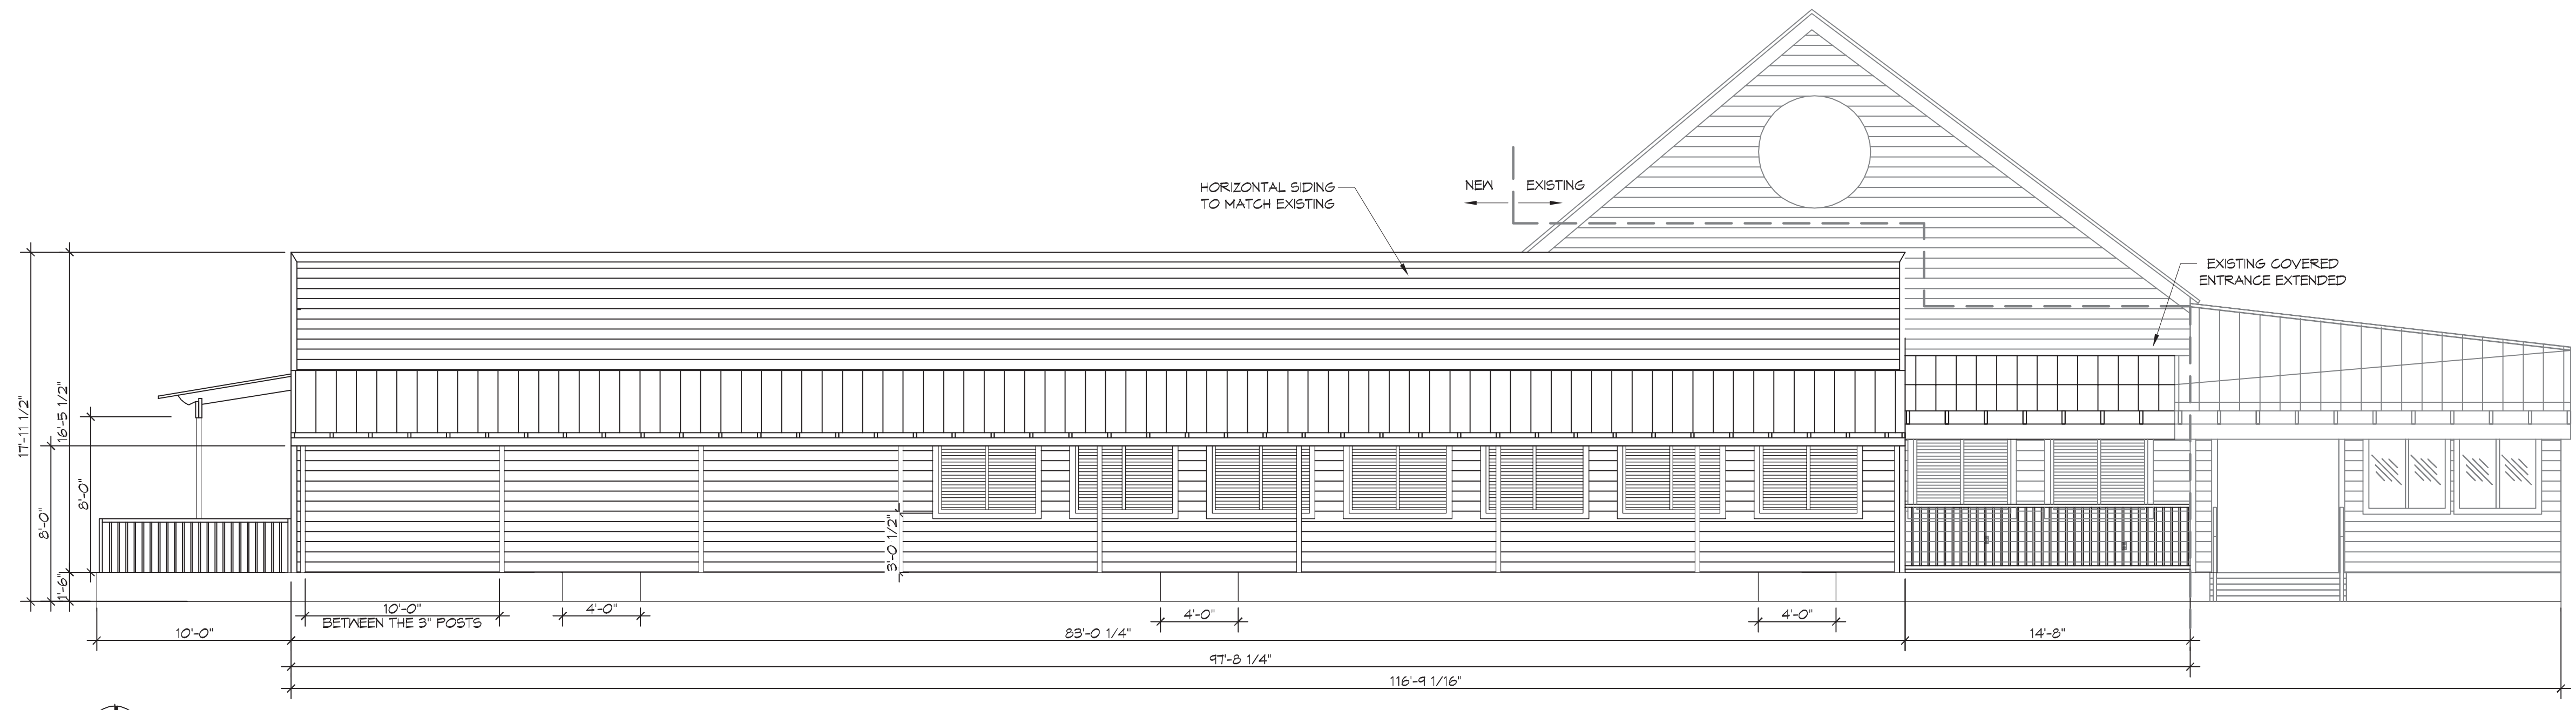 NEW
EXISTING
HORIZONTAL SIDING
TO MATCH EXISTING
EXISTING COVERED
ENTRANCE EXTENDED
17'-11 1/2"
16'-5 1/2"
8'-0"
8'-0"
1'-6"
3'-0 1/2"
10'-0"
BETWEEN THE 3" POSTS
4'-0"
4'-0"
4'-0"
10'-0"
83'-0 1/4"
14'-8"
97'-8 1/4"
116'-9 1/16"